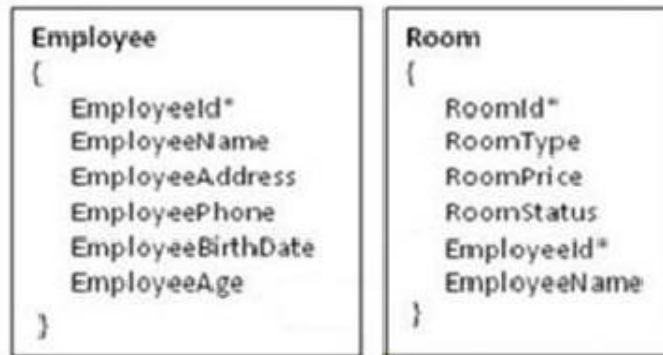 Employee
{
EmployeeId*
EmployeeName
EmployeeAddress
EmployeePhone
EmployeeBirthDate
EmployeeAge
}
Room
{
RoomId*
RoomType
RoomPrice
RoomStatus
EmployeeId*
EmployeeName
}